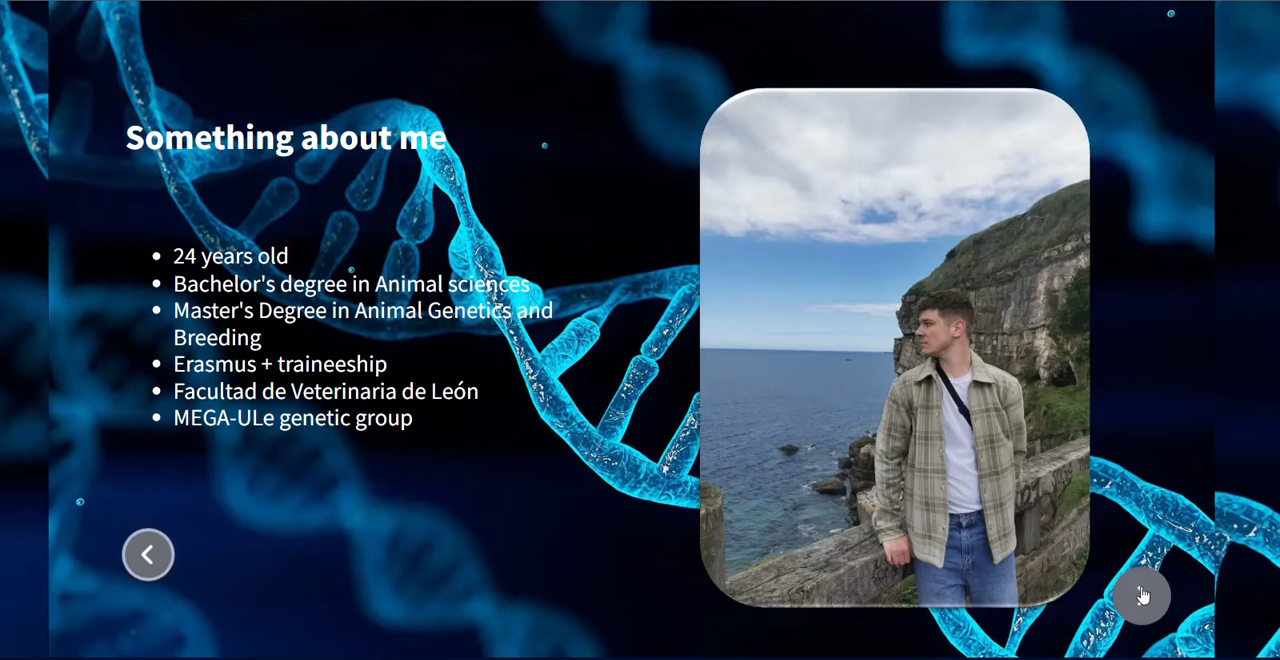 Something about me
• 24 years old
• Bachelor's degree in Animal sciences
• Master's Degree in Animal Genetics and
Breeding
• Erasmus + traineeship
• Facultad de Veterinaria de León
• MEGA-ULe genetic group